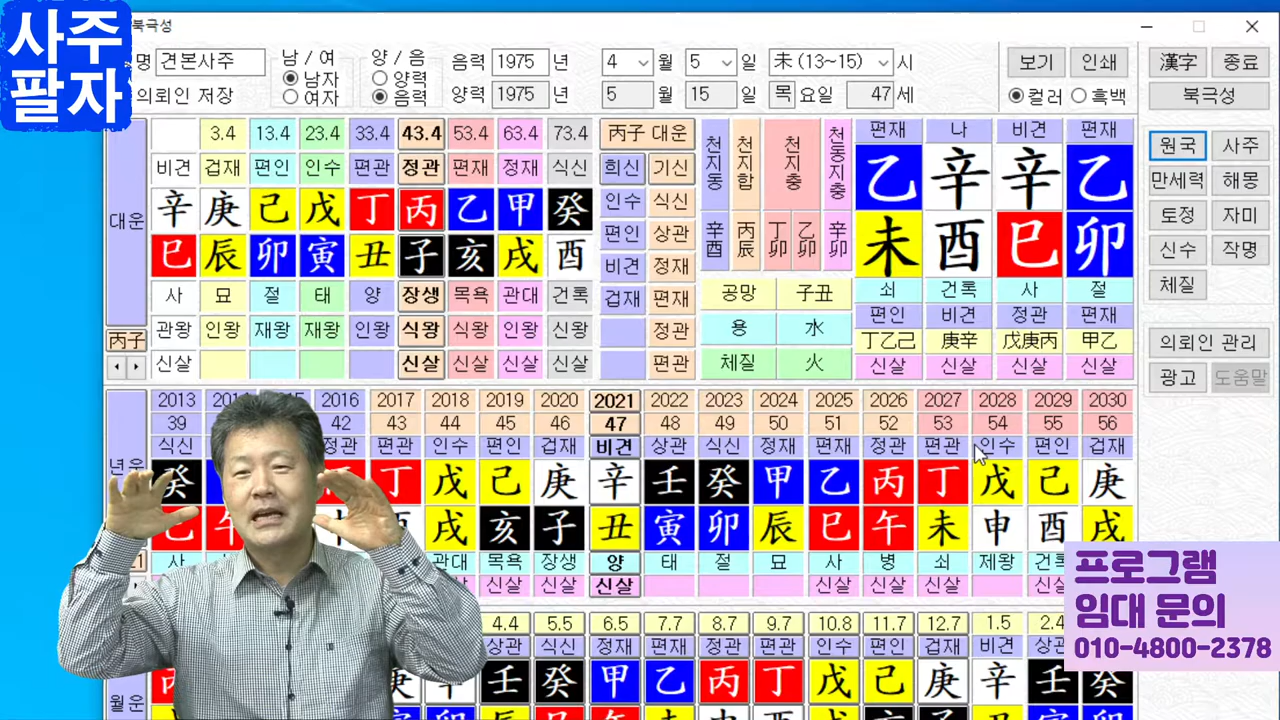 사주
팔자
북극성
명 견본사주 남 / 여 양 / 음 음력 1975 년 4 월 5 일 未 (13~15) 시
남자 양력
의뢰인 저장 여자 음력 양력 1975 년 5 월 15 일 목 요일 47 세
보기 인쇄 漢字 종료
컬러 흑백 북극성
원국 사주
만세력 해몽
토정 자미
신수 작명
체질
의뢰인 관리
광고 도움말
대운
3.4 13.4 23.4 33.4 43.4 53.4 63.4 73.4
비견 겁재 편인 인수 편관 정관 편재 정재 식신
辛 庚 己 戊 丁 丙 乙 甲 癸
巳 辰 卯 寅 丑 子 亥 戌 酉
사 묘 절 태 양 장생 목욕 관대 건록
관왕 인왕 재왕 재왕 인왕 식왕 식왕 인왕 신왕
신살 신살 신살 신살 신살
丙子
丙子 대운
희신 기신
인수 식신
편인 상관
비견 정재
겁재 편재
정관
편관
천지동 천지합 천지충 천동지충
辛酉 丙辰 丁卯 乙卯 辛卯
공망 子丑
용 水
체질 火
편재 나 비견 편재
乙 辛 辛 乙
未 酉 巳 卯
쇠 건록 사 절
편인 비견 정관 편재
丁乙己 庚辛 戊庚丙 甲乙
신살 신살 신살 신살
년운
2013 2016 2017 2018 2019 2020 2021 2022 2023 2024 2025 2026 2027 2028 2029 2030
39 42 43 44 45 46 47 48 49 50 51 52 53 54 55 56
식신 정관 편관 인수 편인 겁재 비견 상관 식신 정재 편재 정관 편관 인수 편인 겁재
癸 丁 戊 己 庚 辛 壬 癸 甲 乙 丙 丁 戊 己 庚
巳 午 戌 亥 子 丑 寅 卯 辰 巳 午 未 申 酉 戌
사 관대 목욕 장생 양 태 절 묘 사 병 쇠 제왕
신살 신살 신살 신살
4.4 5.5 6.5 7.7 8.7 9.7 10.8 11.7 12.7 1.5
상관 식신 정재 편재 정관 편관 인수 편인 겁재 비견
월운
庚 壬 癸 甲 乙 丙 丁 戊 己 庚 辛 壬 癸
프로그램
임대 문의
010-4800-2378